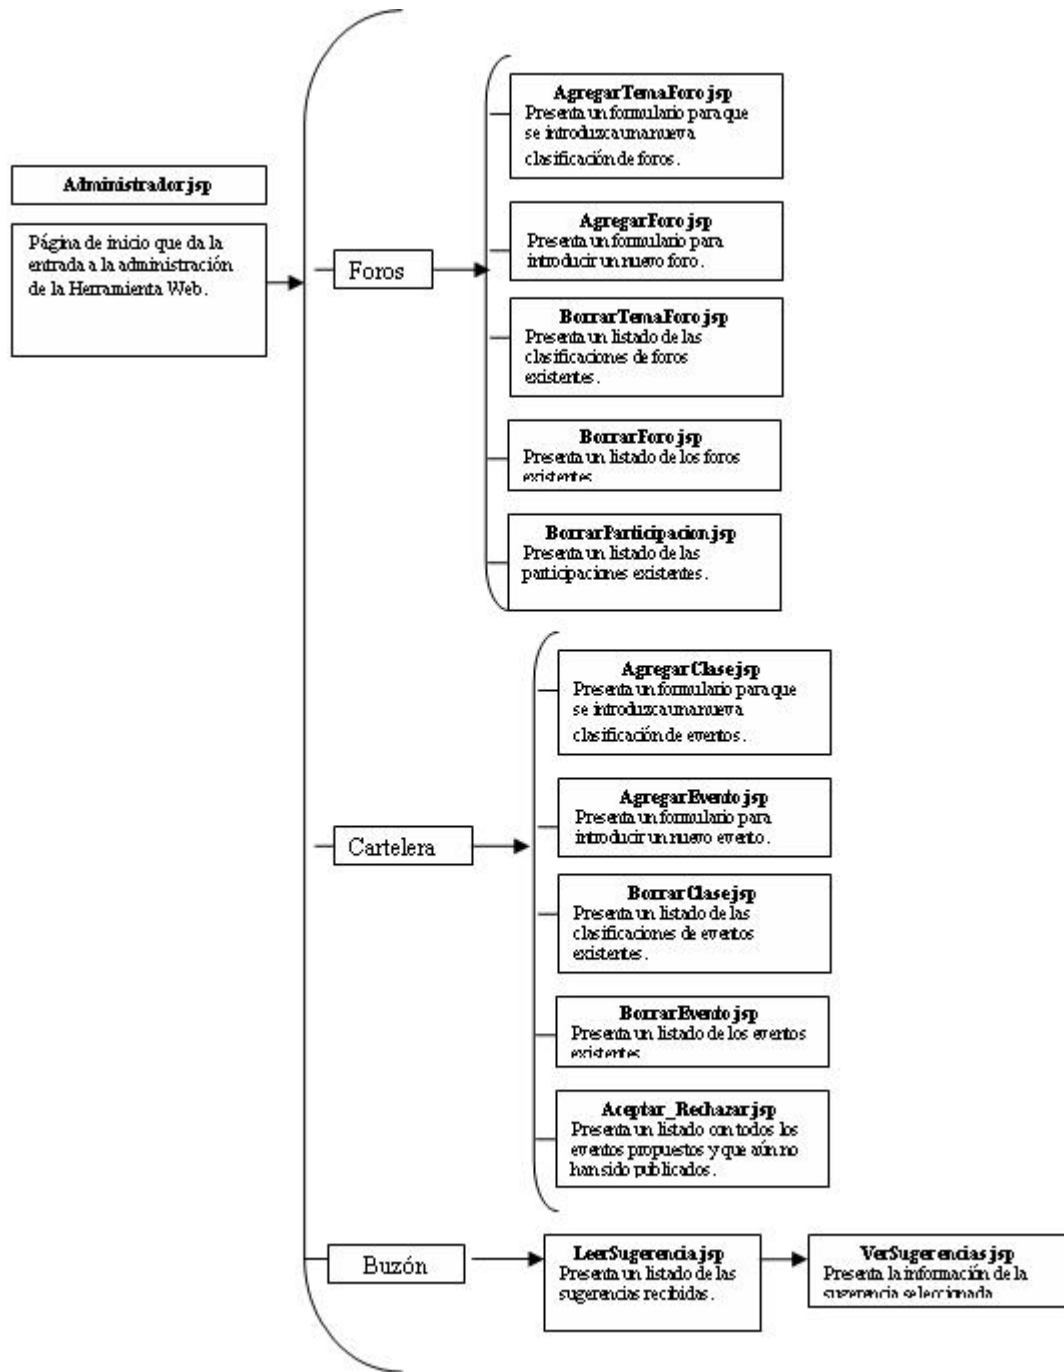 Administrador.jsp
Página de inicio que da la
entrada a la administración
de la Herramienta Web.
Foros
AgregarTemaForo.jsp
Presenta un formulario para que
se introduzca una nueva
clasificación de foros.
AgregarForo.jsp
Presenta un formulario para
introducir un nuevo foro.
BorrarTemaForo.jsp
Presenta un listado de las
clasificaciones de foros
existentes.
BorrarForo.jsp
Presenta un listado de los foros
existentes
BorrarParticipacion.jsp
Presenta un listado de las
participaciones existentes.
Cartelera
AgregarClase.jsp
Presenta un formulario para que
se introduzca una nueva
clasificación de eventos.
AgregarEvento.jsp
Presenta un formulario para
introducir un nuevo evento.
BorrarClase.jsp
Presenta un listado de las
clasificaciones de eventos
existentes.
BorrarEvento.jsp
Presenta un listado de los eventos
existentes
Aceptar_Rechazar.jsp
Presenta un listado con todos los
eventos propuestos y que aún no
han sido publicados.
Buzón
LeerSugerencia.jsp
Presenta un listado de las
sugerencias recibidas.
VerSugerencias.jsp
Presenta la información de la
sugerencia seleccionada